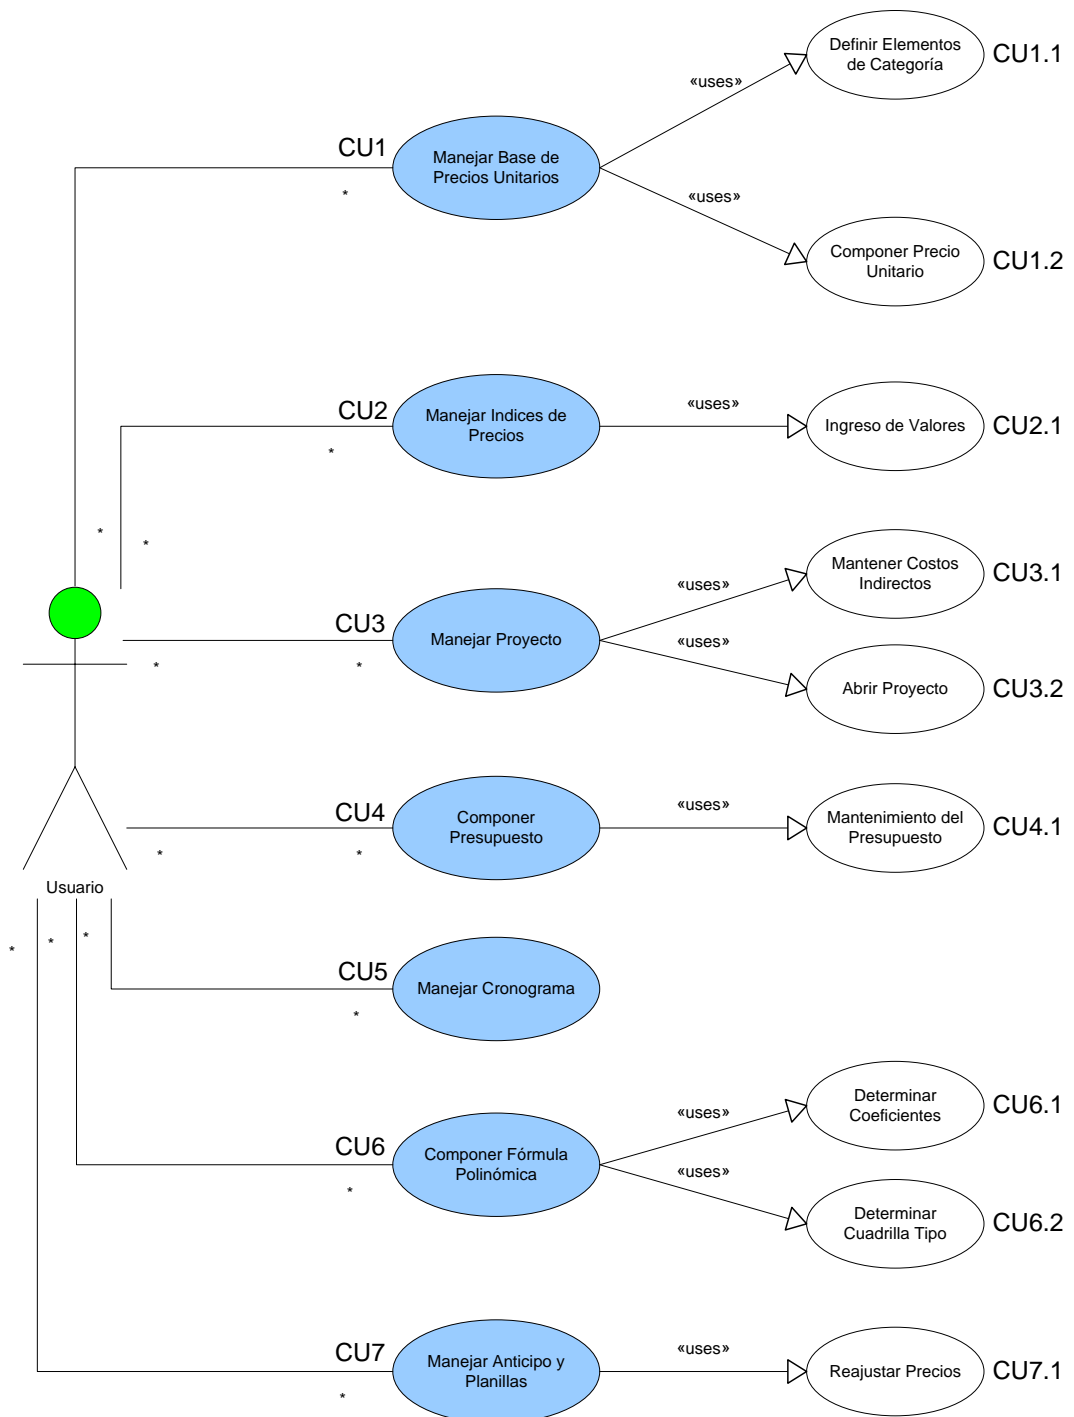 Definir Elementos
de Categoría
CU1.1
«uses»
CU1
Manejar Base de
Precios Unitarios
*
«uses»
Componer Precio
Unitario
CU1.2
CU2
Manejar Indices de
Precios
*
«uses»
Ingreso de Valores
CU2.1
*
*
Mantener Costos
Indirectos
CU3.1
«uses»
CU3
Manejar Proyecto
*
*
«uses»
Abrir Proyecto
CU3.2
CU4
Componer
Presupuesto
*
*
«uses»
Mantenimiento del
Presupuesto
CU4.1
Usuario
*
*
*
CU5
Manejar Cronograma
*
Determinar
Coeficientes
CU6.1
«uses»
CU6
Componer Fórmula
Polinómica
*
«uses»
Determinar
Cuadrilla Tipo
CU6.2
CU7
Manejar Anticipo y
Planillas
*
«uses»
Reajustar Precios
CU7.1